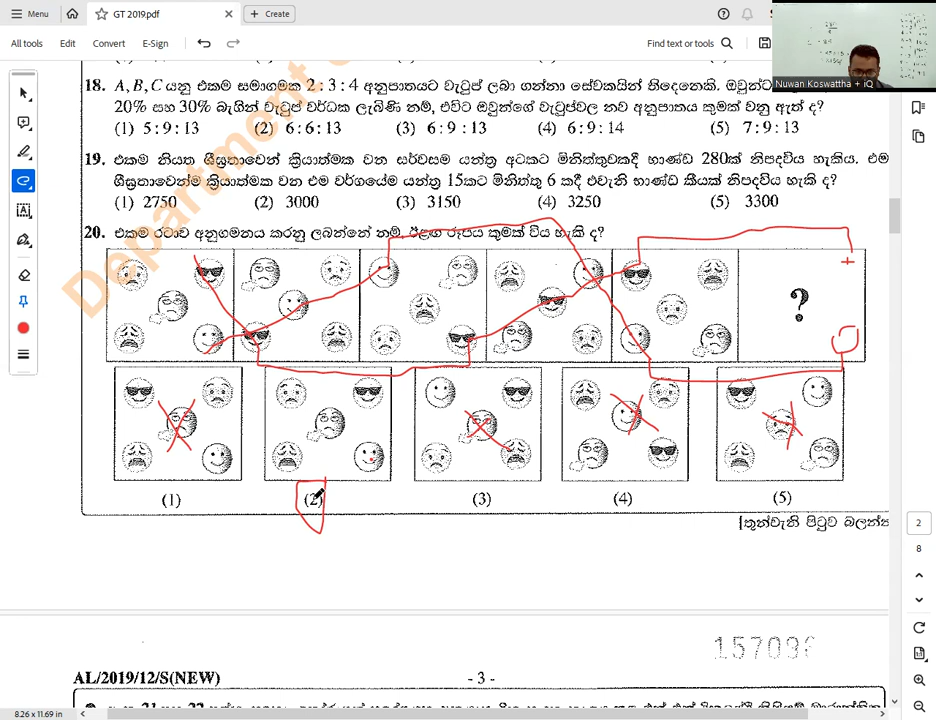 Menu
GT 2019.pdf
Create
All tools Edit Convert E-Sign
Find text or tools
Nuwan Koswattha + iQ
18. A, B, C යනු එකම සමාගමක 2 : 3 : 4 අනුපාතයට වැටුප් ලබා ගන්නා සේවකයින් තිදෙනෙකි. ඔවුන්ට
20% සහ 30% බැගින් වැටුප් වර්ධක ලැබිණි නම්, එවිට ඔවුන්ගේ වැටුප්වල නව අනුපාතය කුමක් වනු ඇත් ද?
(1) 5 : 9 : 13 (2) 6 : 6 : 13 (3) 6 : 9 : 13 (4) 6 : 9 : 14 (5) 7 : 9 : 13
19. එකම නියත ශීඝ්‍රතාවෙන් ක්‍රියාත්මක වන සර්වසම යන්ත්‍ර අටකට මිනිත්තුවකදී භාණ්ඩ 280ක් නිපදවිය හැකිය. එම
ශීඝ්‍රතාවෙන්ම ක්‍රියාත්මක වන එම වර්ගයේම යන්ත්‍ර 15කට මිනිත්තු 6 කදී එවැනි භාණ්ඩ කීයක් නිපදවිය හැකි ද?
(1) 2750 (2) 3000 (3) 3150 (4) 3250 (5) 3300
20. එකම රටාව අනුගමනය කරනු ලබන්නේ නම්, ඊළඟ රූපය කුමක් විය හැකි ද?
?
(1) (2) (3) (4) (5)
[තුන්වැනි පිටුව බලන්න
Department
157096
AL/2019/12/S(NEW) - 3 -
2
8
8.26 x 11.69 in